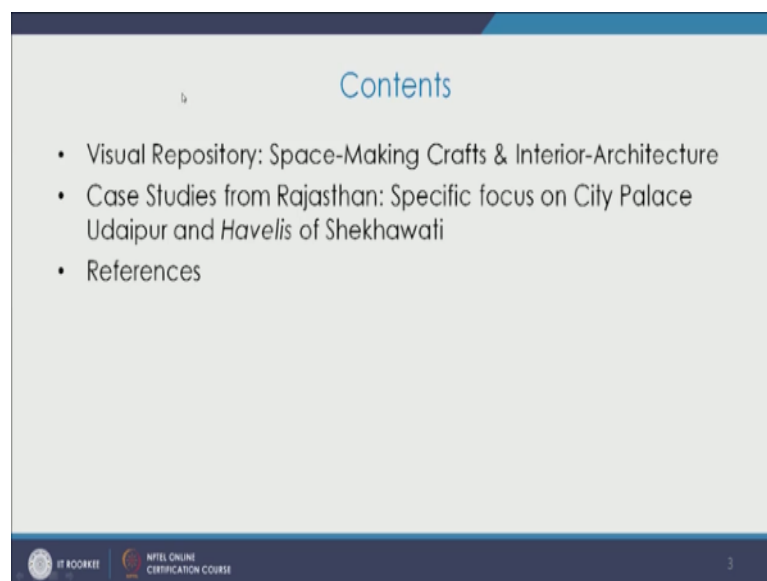 Contents
• Visual Repository: Space-Making Crafts & Interior-Architecture
• Case Studies from Rajasthan: Specific focus on City Palace
Udaipur and Havelis of Shekhawati
• References
IIT ROORKEE
NPTEL ONLINE
CERTIFICATION COURSE
3